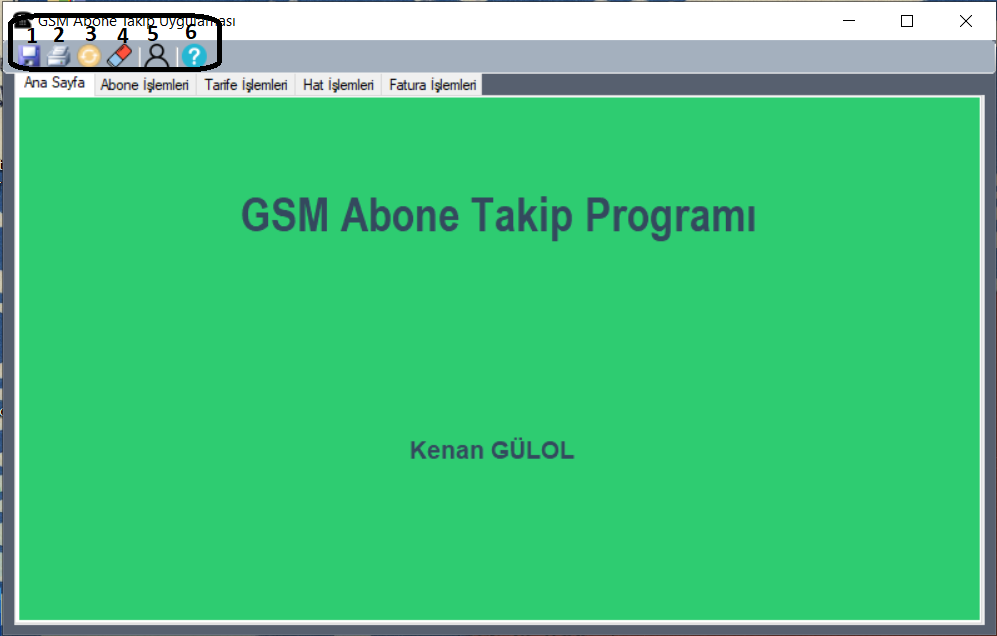 GSM Abone Takip Uygulaması
1 2 3 4 5 6
?
Ana Sayfa Abone İşlemleri Tarife İşlemleri Hat İşlemleri Fatura İşlemleri
GSM Abone Takip Programı
Kenan GÜLOL